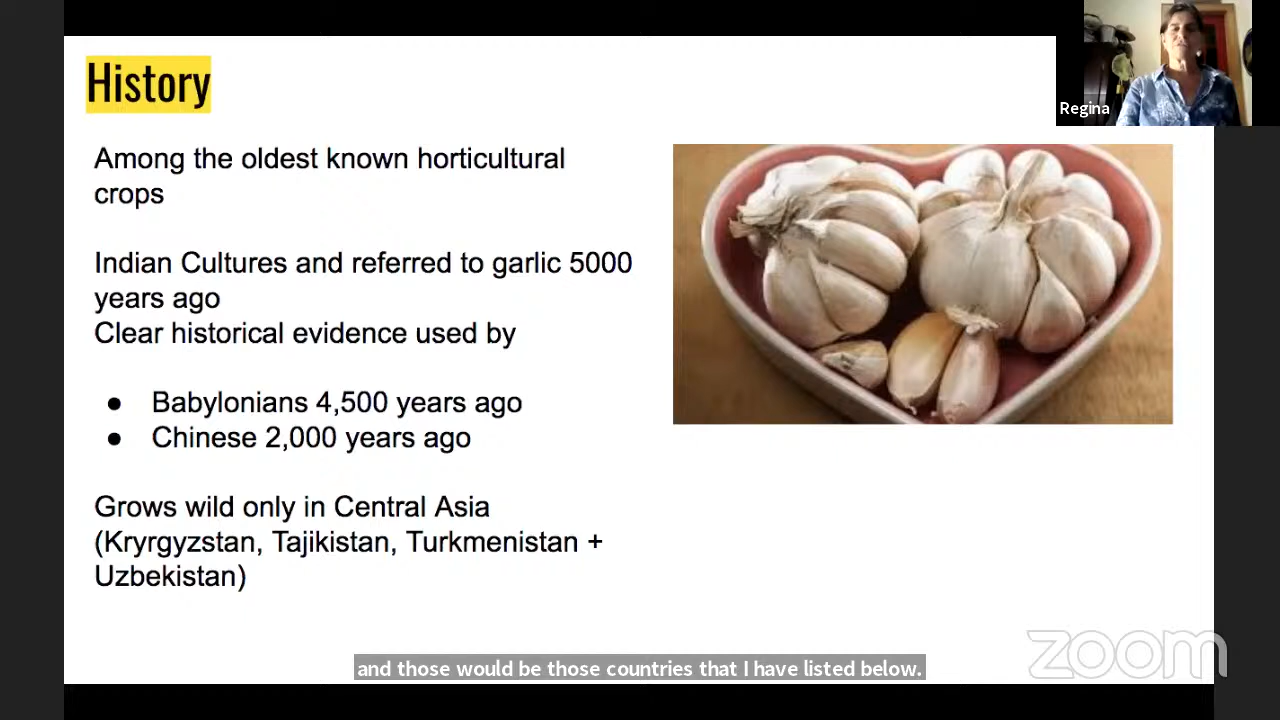 History
Regina
Among the oldest known horticultural
crops
Indian Cultures and referred to garlic 5000
years ago
Clear historical evidence used by
● Babylonians 4,500 years ago
● Chinese 2,000 years ago
Grows wild only in Central Asia
(Kryrgyzstan, Tajikistan, Turkmenistan +
Uzbekistan)
zoom
and those would be those countries that I have listed below.